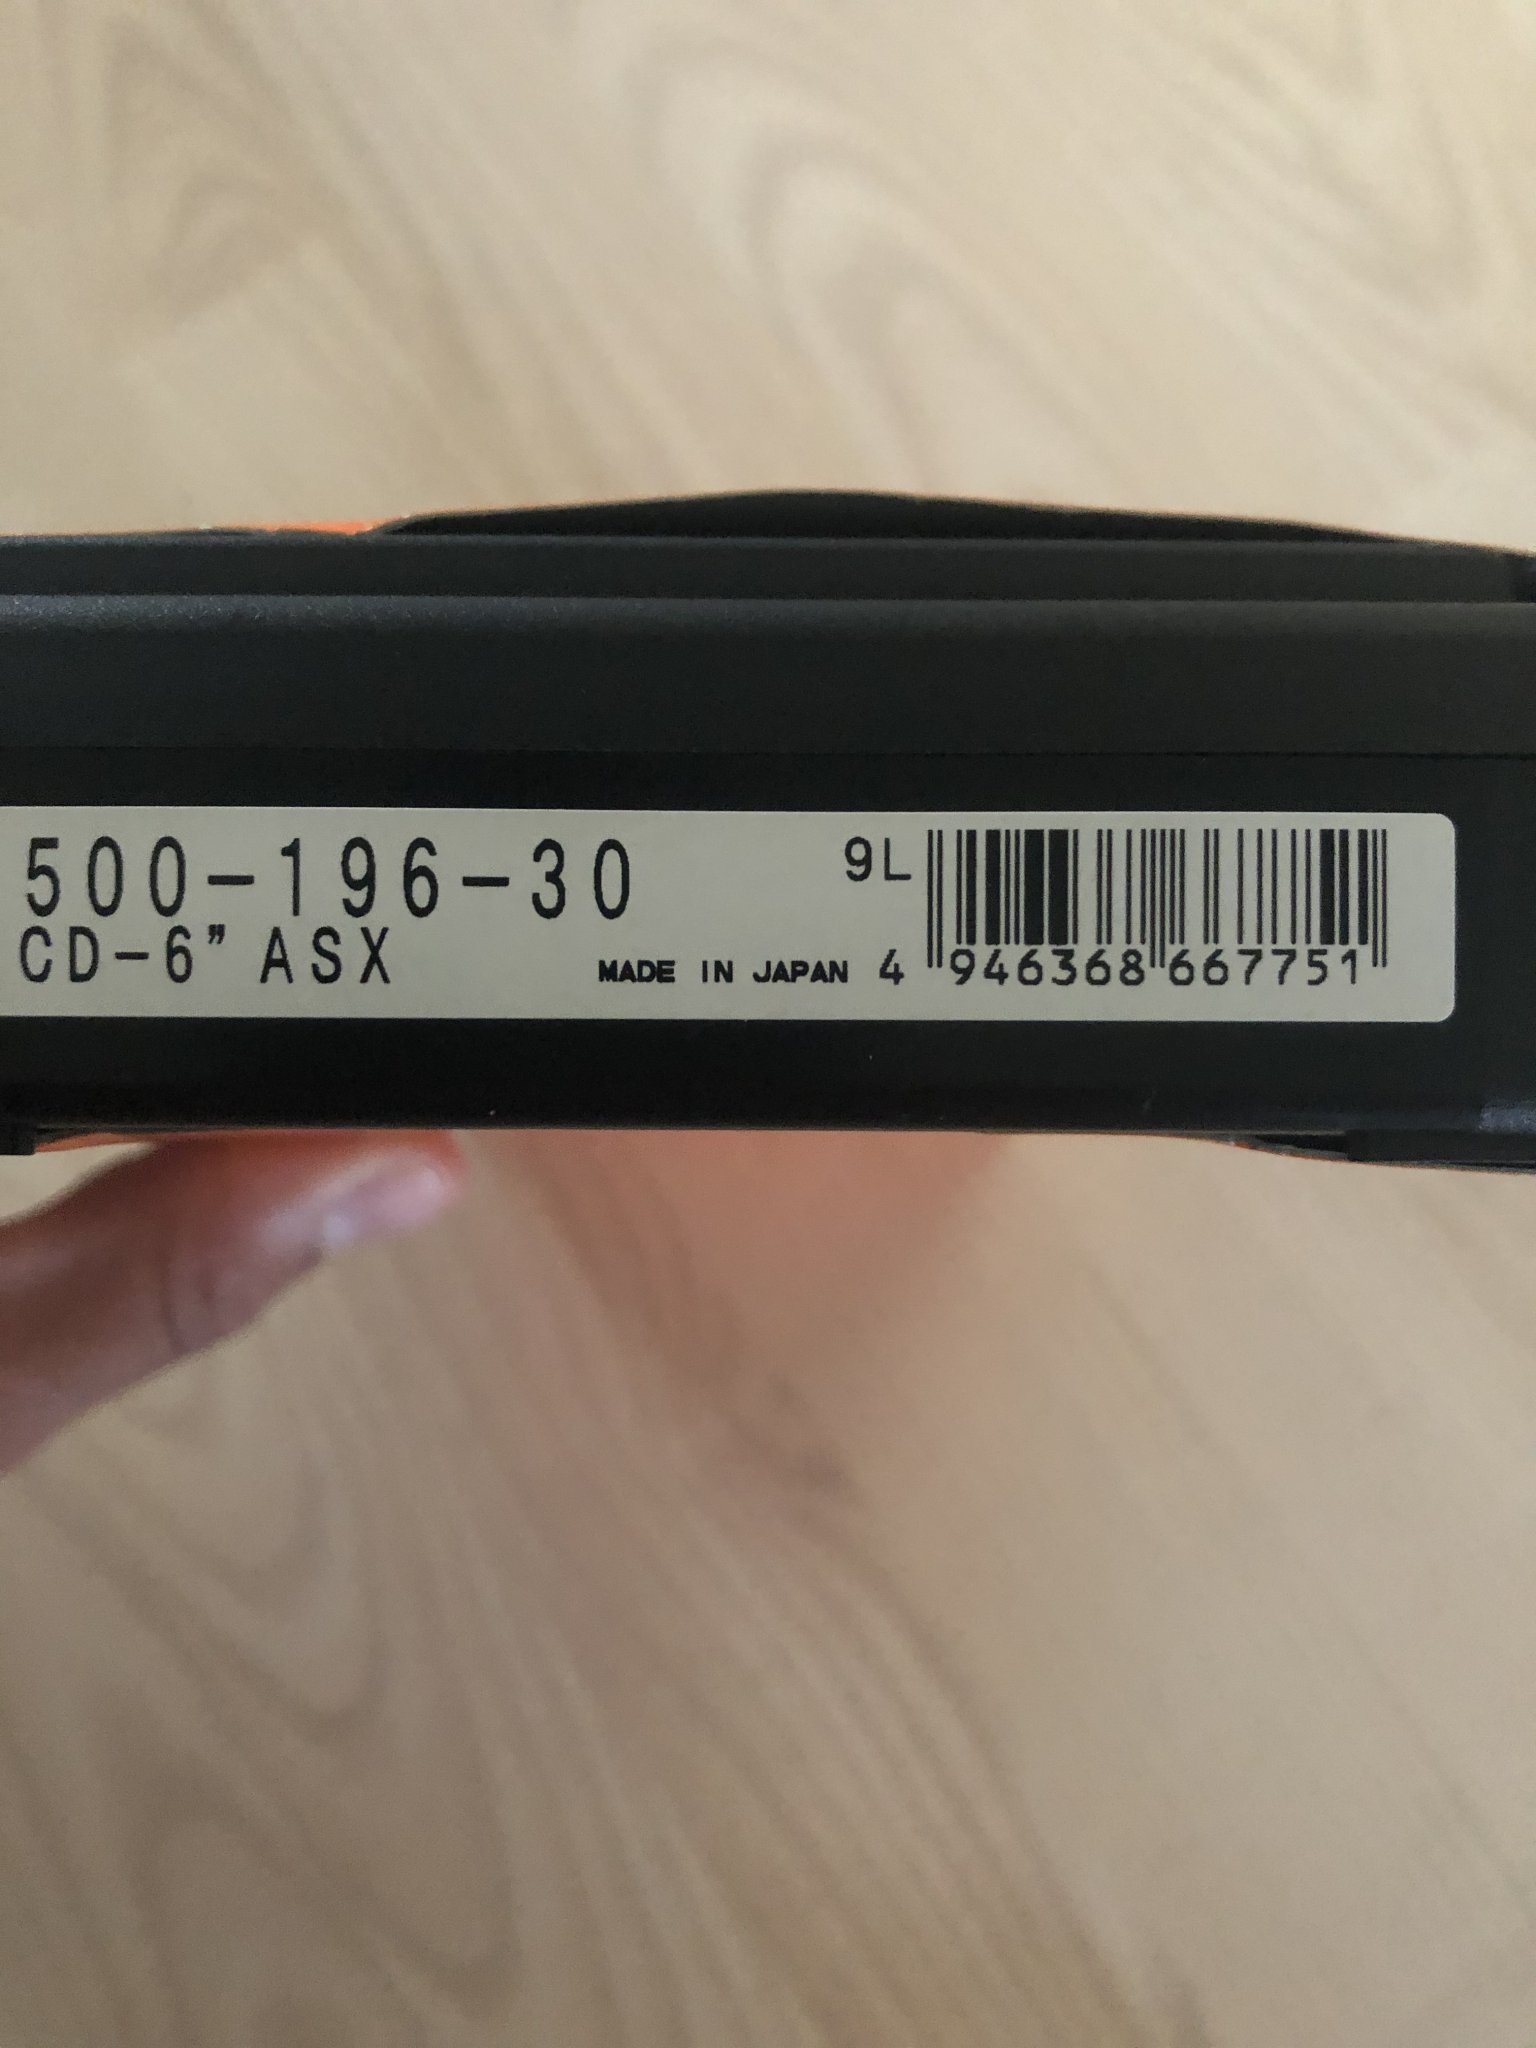 500-196-30 9L
CD-6" ASX MADE IN JAPAN 4 946368 667751